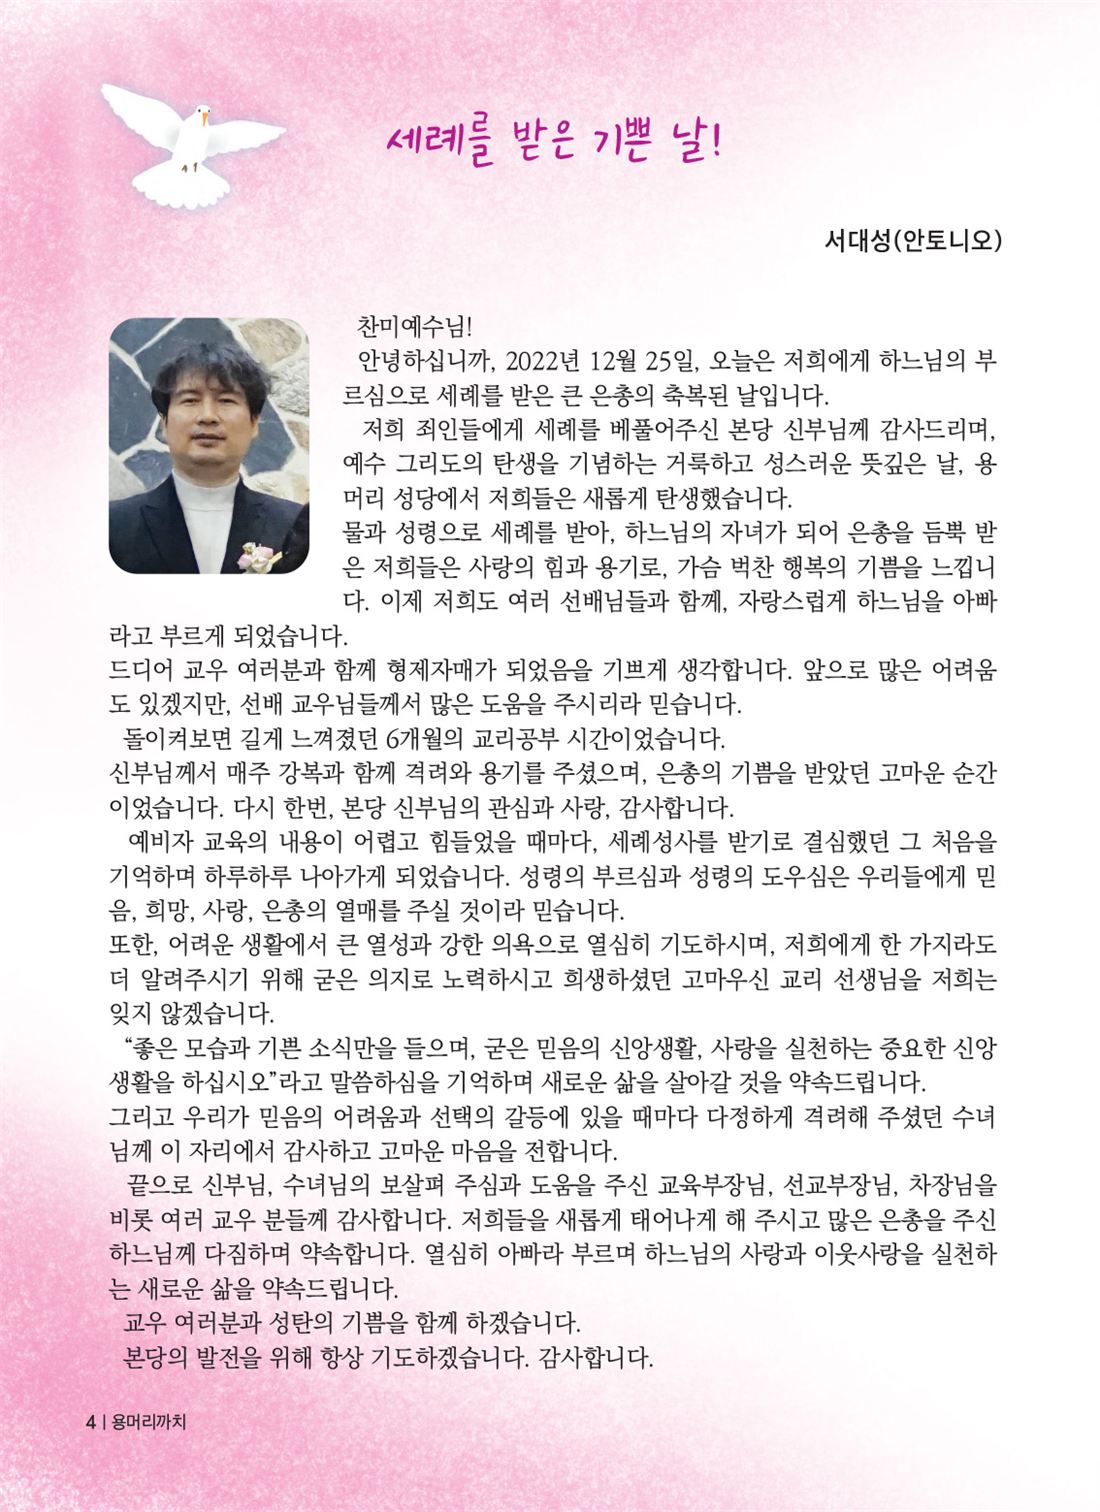 세례를 받은 기쁜 날!
서대성(안토니오)
찬미예수님!
안녕하십니까, 2022년 12월 25일, 오늘은 저희에게 하느님의 부
르심으로 세례를 받은 큰 은총의 축복된 날입니다.
저희 죄인들에게 세례를 베풀어주신 본당 신부님께 감사드리며,
예수 그리도의 탄생을 기념하는 거룩하고 성스러운 뜻깊은 날, 용
머리 성당에서 저희들은 새롭게 탄생했습니다.
물과 성령으로 세례를 받아, 하느님의 자녀가 되어 은총을 듬뿍 받
은 저희들은 사랑의 힘과 용기로, 가슴 벅찬 행복의 기쁨을 느낍니
다. 이제 저희도 여러 선배님들과 함께, 자랑스럽게 하느님을 아빠
라고 부르게 되었습니다.
드디어 교우 여러분과 함께 형제자매가 되었음을 기쁘게 생각합니다. 앞으로 많은 어려움
도 있겠지만, 선배 교우님들께서 많은 도움을 주시리라 믿습니다.
돌이켜보면 길게 느껴졌던 6개월의 교리공부 시간이었습니다.
신부님께서 매주 강복과 함께 격려와 용기를 주셨으며, 은총의 기쁨을 받았던 고마운 순간
이었습니다. 다시 한번, 본당 신부님의 관심과 사랑, 감사합니다.
예비자 교육의 내용이 어렵고 힘들었을 때마다, 세례성사를 받기로 결심했던 그 처음을
기억하며 하루하루 나아가게 되었습니다. 성령의 부르심과 성령의 도우심은 우리들에게 믿
음, 희망, 사랑, 은총의 열매를 주실 것이라 믿습니다.
또한, 어려운 생활에서 큰 열성과 강한 의욕으로 열심히 기도하시며, 저희에게 한 가지라도
더 알려주시기 위해 굳은 의지로 노력하시고 희생하셨던 고마우신 교리 선생님을 저희는
잊지 않겠습니다.
“좋은 모습과 기쁜 소식만을 들으며, 굳은 믿음의 신앙생활, 사랑을 실천하는 중요한 신앙
생활을 하십시오”라고 말씀하심을 기억하며 새로운 삶을 살아갈 것을 약속드립니다.
그리고 우리가 믿음의 어려움과 선택의 갈등에 있을 때마다 다정하게 격려해 주셨던 수녀
님께 이 자리에서 감사하고 고마운 마음을 전합니다.
끝으로 신부님, 수녀님의 보살펴 주심과 도움을 주신 교육부장님, 선교부장님, 차장님을
비롯 여러 교우 분들께 감사합니다. 저희들을 새롭게 태어나게 해 주시고 많은 은총을 주신
하느님께 다짐하며 약속합니다. 열심히 아빠라 부르며 하느님의 사랑과 이웃사랑을 실천하
는 새로운 삶을 약속드립니다.
교우 여러분과 성탄의 기쁨을 함께 하겠습니다.
본당의 발전을 위해 항상 기도하겠습니다. 감사합니다.
4 | 용머리까치